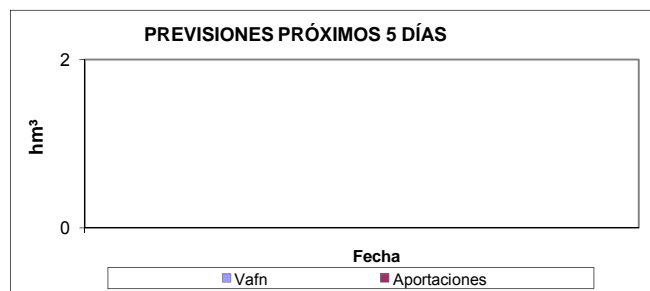 PREVISIONES PRÓXIMOS 5 DÍAS
2
hm³
0
Fecha
Vafn Aportaciones